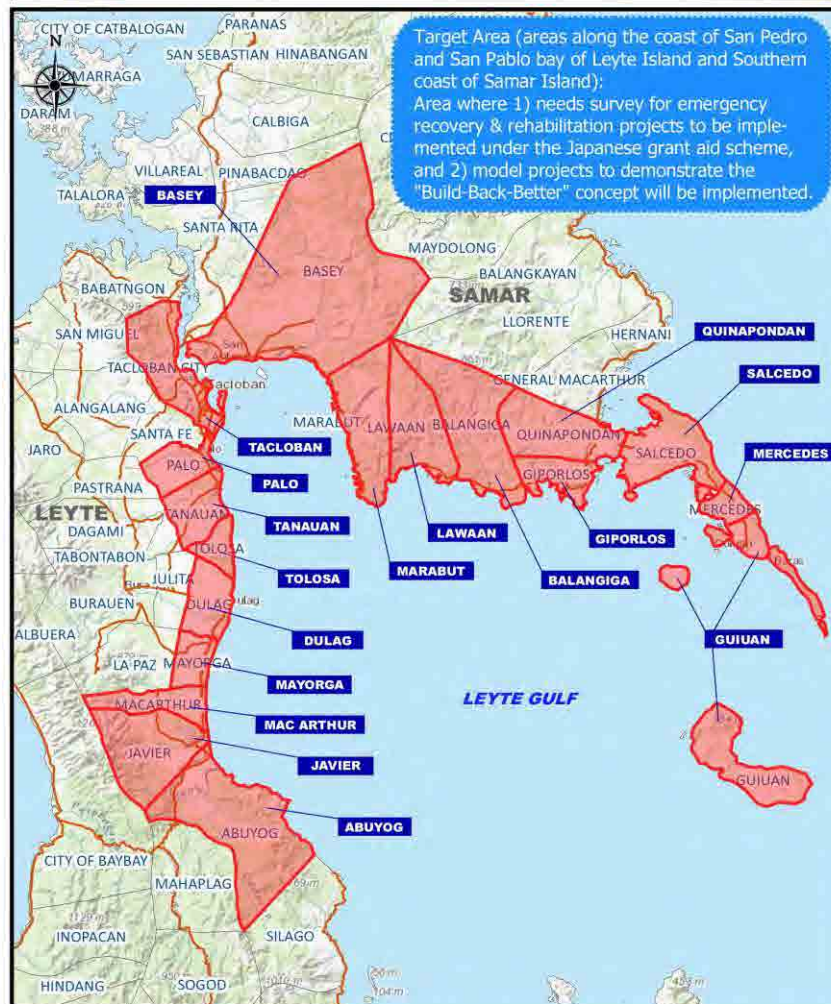 CITY OF CATBALOGAN
PARANAS
N
SAN SEBASTIAN
HINABANGAN
DARAM
388 m
CALBIGA
Target Area (areas along the coast of San Pedro
and San Pablo bay of Leyte Island and Southern
coast of Samar Island):
Area where 1) needs survey for emergency
recovery & rehabilitation projects to be imple-
mented under the Japanese grant aid scheme,
and 2) model projects to demonstrate the
"Build-Back-Better" concept will be implemented.
VILLAREAL
PINABACDAO
TALALORA
BASEY
SANTA RITA
MAYDOLONG
BASEY
BALANGKAYAN
BABATNGON
SAMAR
LLORENTE
SAN MIGUEL
HERNANI
QUINAPONDAN
San
TACLOBAN CITY
GENERAL MACARTHUR
SALCEDO
Tacloban
ALANGALANG
MARABUT
LAWAAN
BALANGIGA
QUINAPONDAN
SANTA FE
TACLOBAN
JARO
PALO
GIPORLOS
SALCEDO
MERCEDES
PALO
PASTRANA
LEYTE
TANAUAN
TANAUAN
MERCEDES
DAGAMI
LAWAAN
GIPORLOS
TABONTABON
TOLOSA
MARABUT
BALANGIGA
TOLOSA
JULITA
BURAUEN
DULAG
ulag
ALBUERA
DULAG
GUIUAN
LA PAZ
MAYORGA
MAYORGA
LEYTE GULF
MACARTHUR
MAC ARTHUR
JAVIER
JAVIER
GUIUAN
ABUYOG
ABUYOG
CITY OF BAYBAY
MAHAPLAG
69 m
1129 m
INOPACAN
SILAGO
HINDANG
SOGOD
104 m